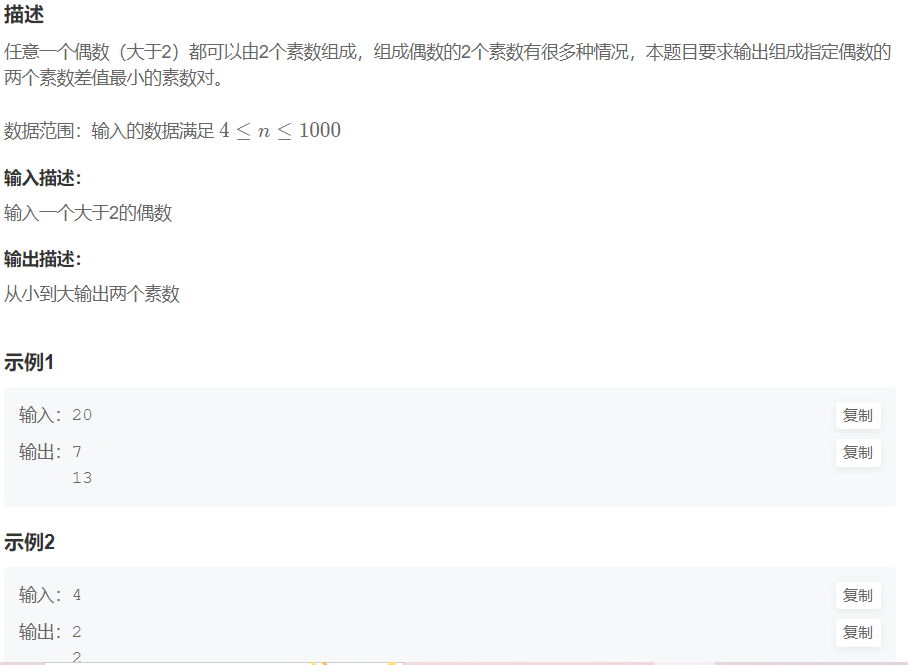 描述
任意一个偶数（大于2）都可以由2个素数组成，组成偶数的2个素数有很多种情况，本题目要求输出组成指定偶数的
两个素数差值最小的素数对。
数据范围：输入的数据满足 4 ≤ n ≤ 1000
输入描述：
输入一个大于2的偶数
输出描述：
从小到大输出两个素数
示例1
输入：20 复制
输出：7 复制
13
示例2
输入：4 复制
输出：2 复制
2